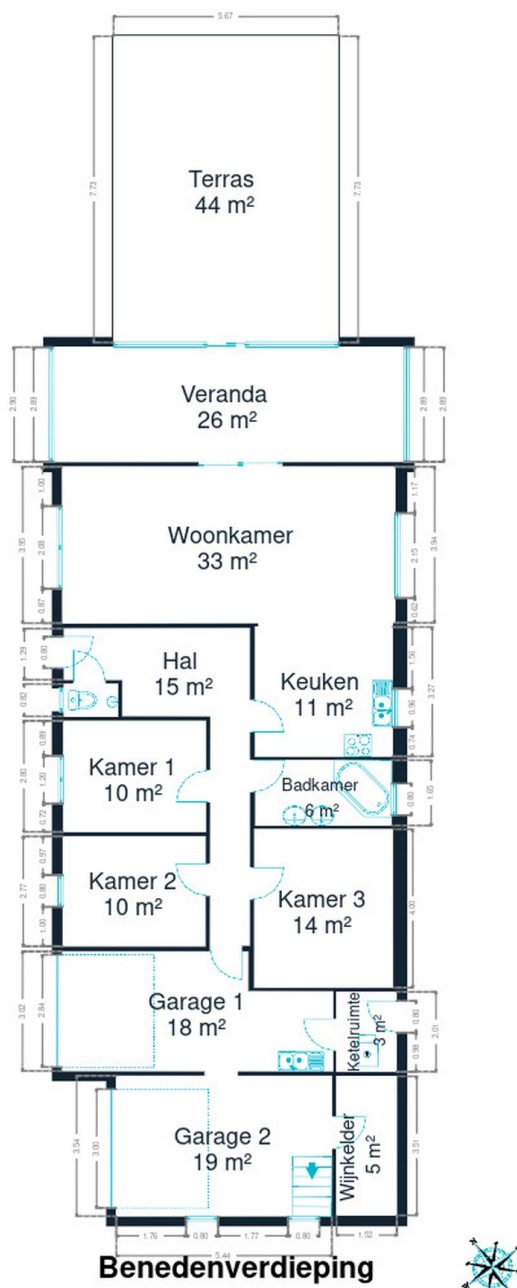 5.67
7.73
7.73
Terras
44 m²
2.90
2.89
Veranda
26 m²
2.89
2.89
1.00
3.95
2.08
0.87
Woonkamer
33 m²
1.17
2.15
3.94
0.62
1.29
0.80
Hal
15 m²
0.82
Keuken
11 m²
1.56
3.27
0.96
0.74
0.89
2.80
1.20
0.72
Kamer 1
10 m²
Badkamer
6 m²
0.80
1.65
0.97
2.77
0.80
1.00
Kamer 2
10 m²
Kamer 3
14 m²
4.00
3.02
2.84
Garage 1
18 m²
Ketelruimte
3 m²
0.80
2.01
0.98
3.54
3.00
Garage 2
19 m²
Wijnkelder
5 m²
3.51
1.76
0.80
1.77
0.80
1.52
5.44
Benedenverdieping